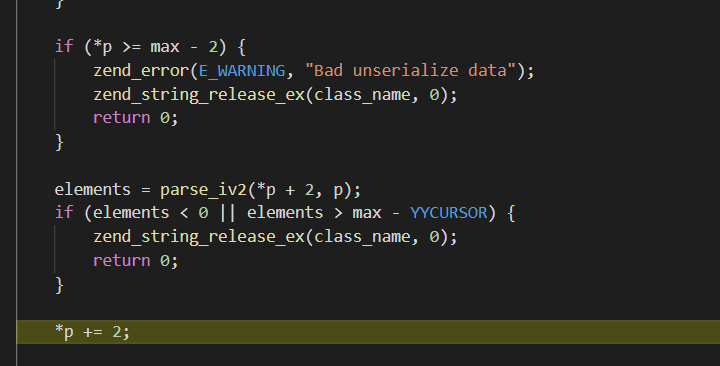 }
if (*p >= max - 2) {
zend_error(E_WARNING, "Bad unserialize data");
zend_string_release_ex(class_name, 0);
return 0;
}
elements = parse_iv2(*p + 2, p);
if (elements < 0 || elements > max - YYCURSOR) {
zend_string_release_ex(class_name, 0);
return 0;
}
*p += 2;